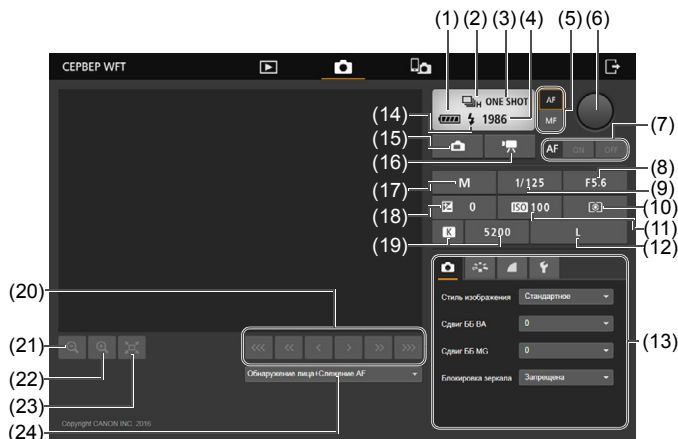 (1) (2) (3) (4) (5) (6)
СЕРВЕР WFT
H ONE SHOT AF
1986 MF
(14)
(7)
(15)
AF ON OFF
(16)
(8)
M 1/125 F5.6
(17)
(9)
0 ISO 100
(18)
(10)
(11)
K 5200 L
(19)
(12)
(20)
Стиль изображения Стандартное
Сдвиг ББ BA 0
(13)
(21)
Сдвиг ББ MG 0
(22)
Обнаружение лица+Слежение AF
Блокировка зеркала Запрещена
(23)
Copyright CANON INC. 2016
(24)